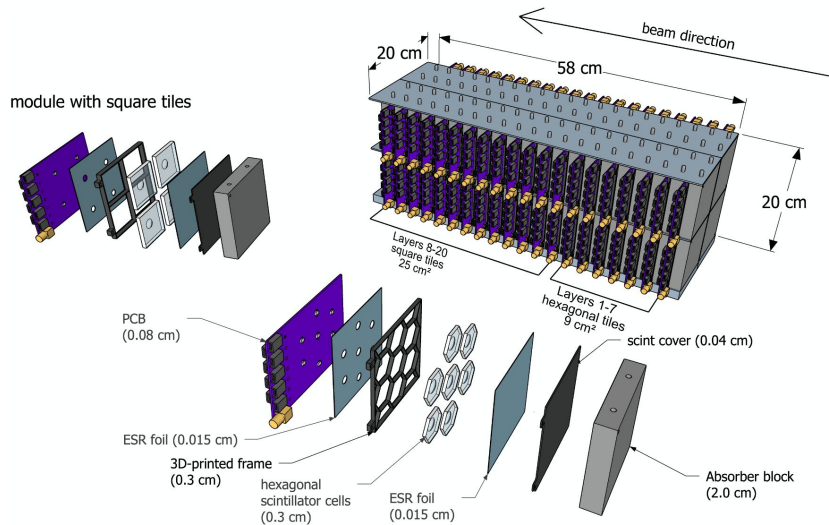 beam direction
20 cm
58 cm
module with square tiles
20 cm
Layers 8-20
square tiles
25 cm²
Layers 1-7
hexagonal tiles
9 cm²
PCB
(0.08 cm)
scint cover (0.04 cm)
ESR foil (0.015 cm)
3D-printed frame
(0.3 cm)
hexagonal
scintillator cells
(0.3 cm)
ESR foil
(0.015 cm)
Absorber block
(2.0 cm)